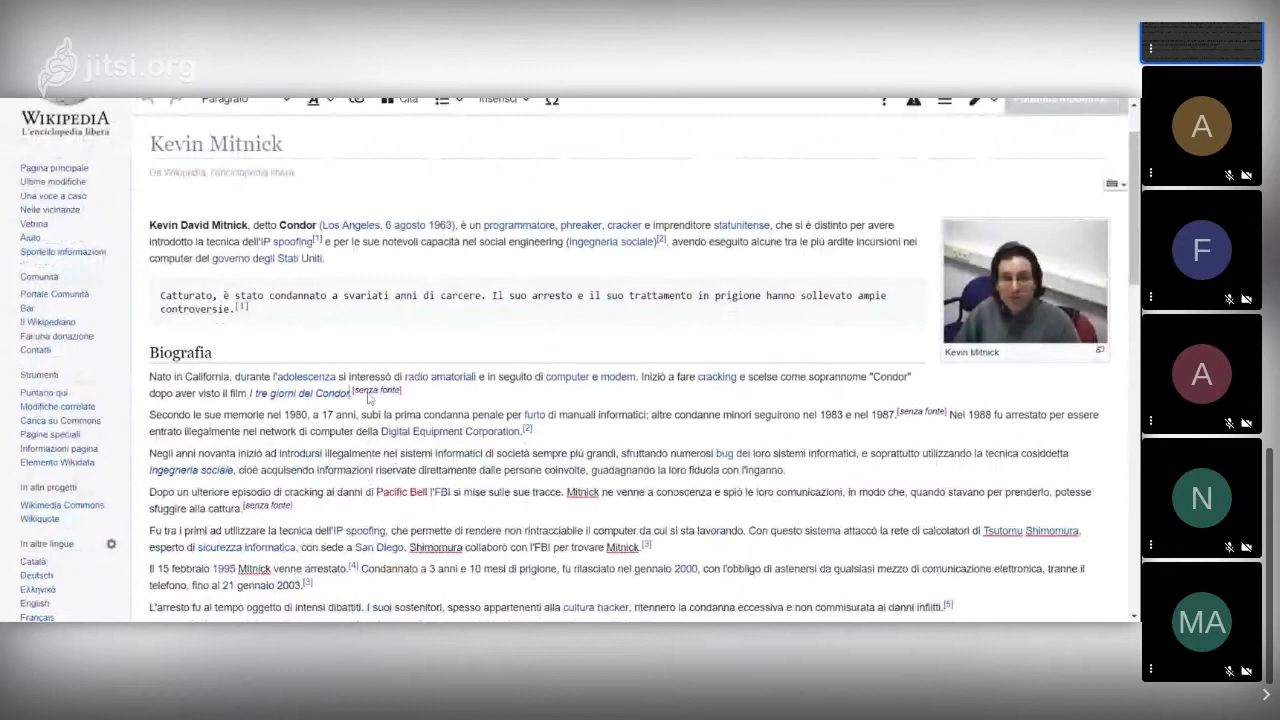 jitsi.org
Paragrafo
A
Cita
Inserisci
Ω
?
WIKIPEDIA
L'enciclopedia libera
Kevin Mitnick
Da Wikipedia, l'enciclopedia libera.
Pagina principale
Ultime modifiche
Una voce a caso
Nelle vicinanze
Vetrina
Aiuto
Sportello informazioni
Comunità
Portale Comunità
Bar
Il Wikipediano
Fai una donazione
Contatti
Strumenti
Puntano qui
Modifiche correlate
Carica su Commons
Pagine speciali
Informazioni pagina
Elemento Wikidata
In altri progetti
Wikimedia Commons
Wikiquote
In altre lingue
Català
Deutsch
Ελληνικά
English
Français
Kevin David Mitnick, detto Condor (Los Angeles, 6 agosto 1963), è un programmatore, phreaker, cracker e imprenditore statunitense, che si è distinto per avere
introdotto la tecnica dell'IP spoofing[1] e per le sue notevoli capacità nel social engineering (ingegneria sociale)[2], avendo eseguito alcune tra le più ardite incursioni nei
computer del governo degli Stati Uniti.
Catturato, è stato condannato a svariati anni di carcere. Il suo arresto e il suo trattamento in prigione hanno sollevato ampie
controversie.[1]
Kevin Mitnick
Biografia
Nato in California, durante l'adolescenza si interessò di radio amatoriali e in seguito di computer e modem. Iniziò a fare cracking e scelse come soprannome "Condor"
dopo aver visto il film I tre giorni del Condor.[senza fonte]
Secondo le sue memorie nel 1980, a 17 anni, subì la prima condanna penale per furto di manuali informatici; altre condanne minori seguirono nel 1983 e nel 1987.[senza fonte] Nel 1988 fu arrestato per essere
entrato illegalmente nel network di computer della Digital Equipment Corporation.[2]
Negli anni novanta iniziò ad introdursi illegalmente nei sistemi informatici di società sempre più grandi, sfruttando numerosi bug dei loro sistemi informatici, e soprattutto utilizzando la tecnica cosiddetta
ingegneria sociale, cioè acquisendo informazioni riservate direttamente dalle persone coinvolte, guadagnando la loro fiducia con l'inganno.
Dopo un ulteriore episodio di cracking ai danni di Pacific Bell l'FBI si mise sulle sue tracce. Mitnick ne venne a conoscenza e spiò le loro comunicazioni, in modo che, quando stavano per prenderlo, potesse
sfuggire alla cattura.[senza fonte]
Fu tra i primi ad utilizzare la tecnica dell'IP spoofing, che permette di rendere non rintracciabile il computer da cui si sta lavorando. Con questo sistema attaccò la rete di calcolatori di Tsutomu Shimomura,
esperto di sicurezza informatica, con sede a San Diego. Shimomura collaborò con l'FBI per trovare Mitnick.[3]
Il 15 febbraio 1995 Mitnick venne arrestato.[4] Condannato a 3 anni e 10 mesi di prigione, fu rilasciato nel gennaio 2000, con l'obbligo di astenersi da qualsiasi mezzo di comunicazione elettronica, tranne il
telefono, fino al 21 gennaio 2003.[3]
L'arresto fu al tempo oggetto di intensi dibattiti. I suoi sostenitori, spesso appartenenti alla cultura hacker, ritennero la condanna eccessiva e non commisurata ai danni inflitti.[5]
A
F
A
N
MA